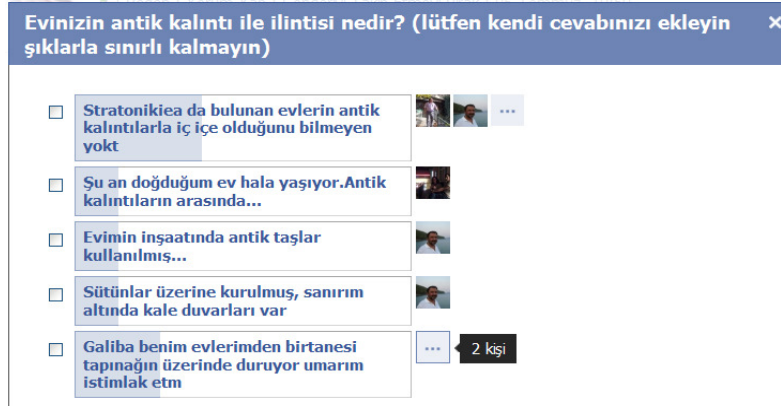 Evinizin antik kalıntı ile ilintisi nedir? (lütfen kendi cevabınızı ekleyin
şıklarla sınırlı kalmayın)
Stratonikiea da bulunan evlerin antik
kalıntılarla iç içe olduğunu bilmeyen
yokt
Şu an doğduğum ev hala yaşıyor.Antik
kalıntıların arasında...
Evimin inşaatında antik taşlar
kullanılmış...
Sütünlar üzerine kurulmuş, sanırım
altında kale duvarları var
Galiba benim evlerimden birtanesi
tapınağın üzerinde duruyor umarım
istimlak etm
2 kişi